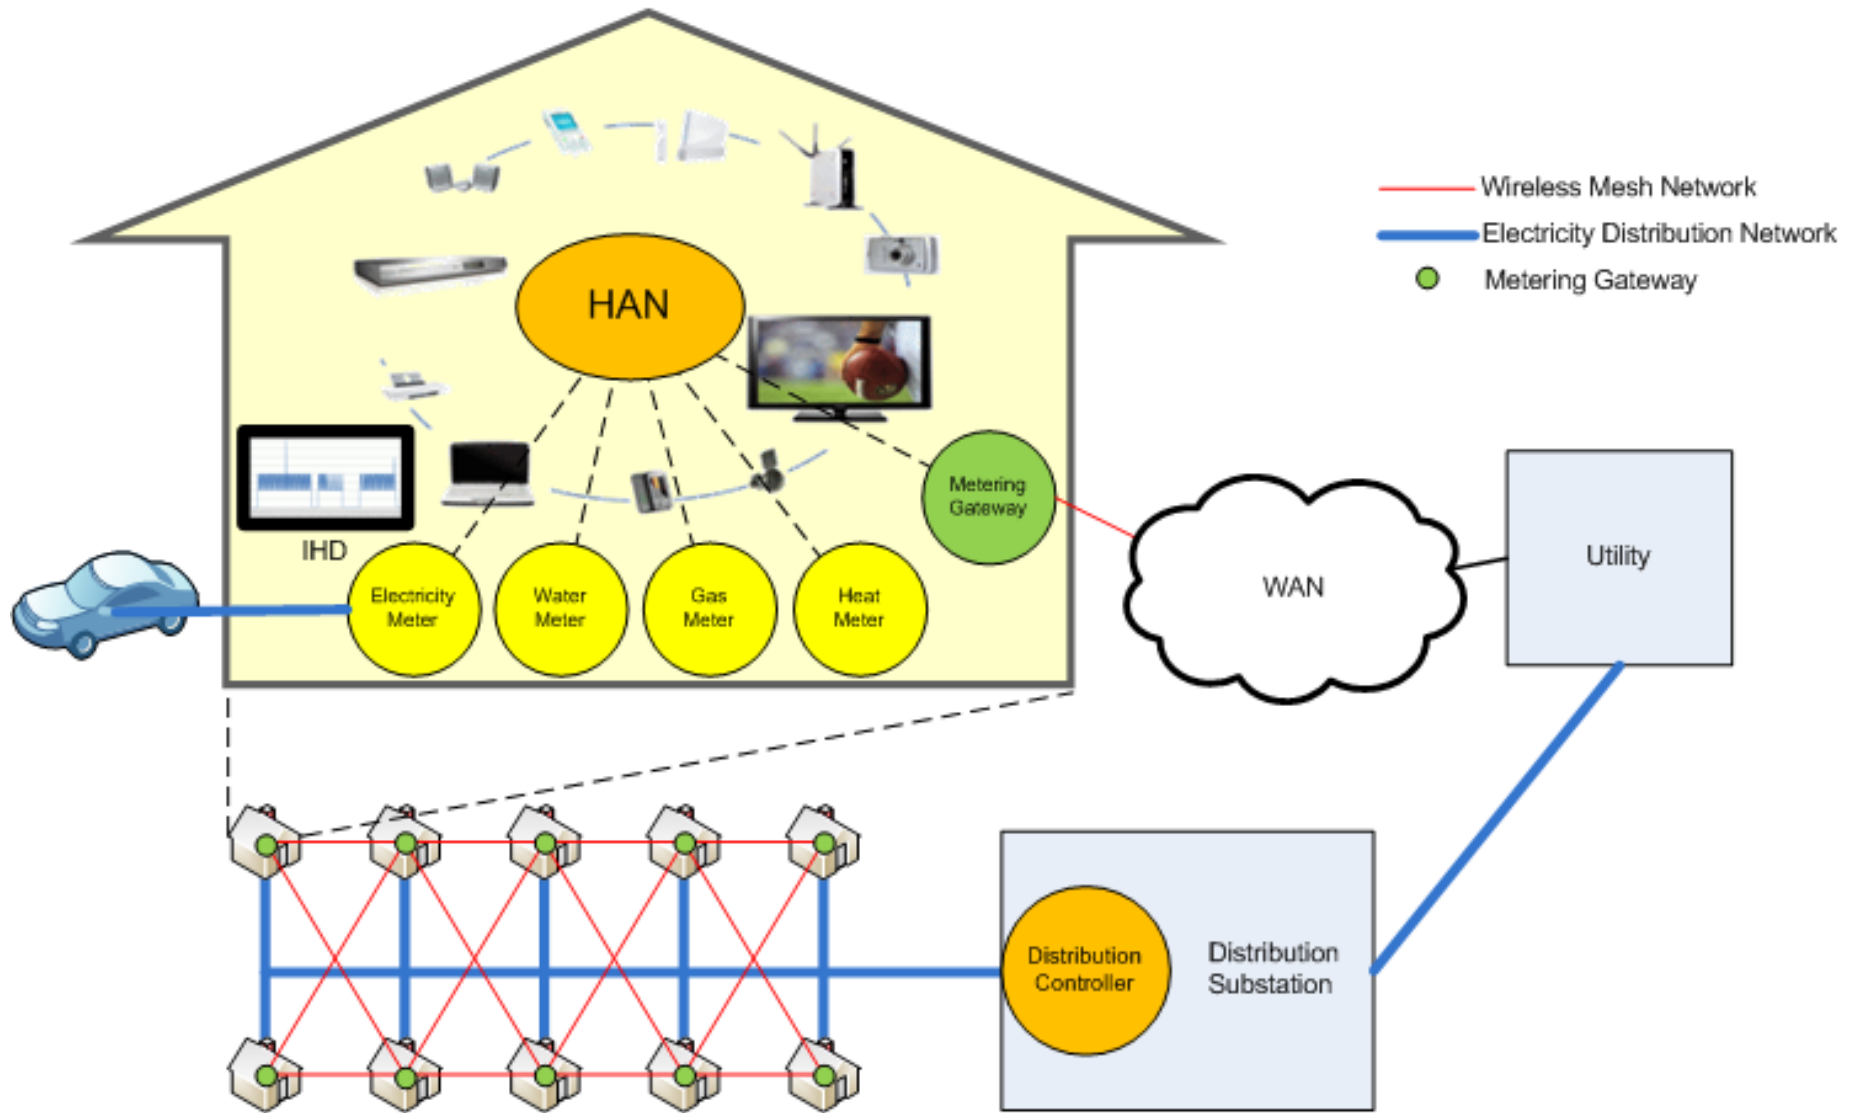 HAN
Wireless Mesh Network
Electricity Distribution Network
Metering Gateway
Metering
Gateway
IHD
Electricity
Meter
Water
Meter
Gas
Meter
Heat
Meter
WAN
Utility
Distribution
Controller
Distribution
Substation